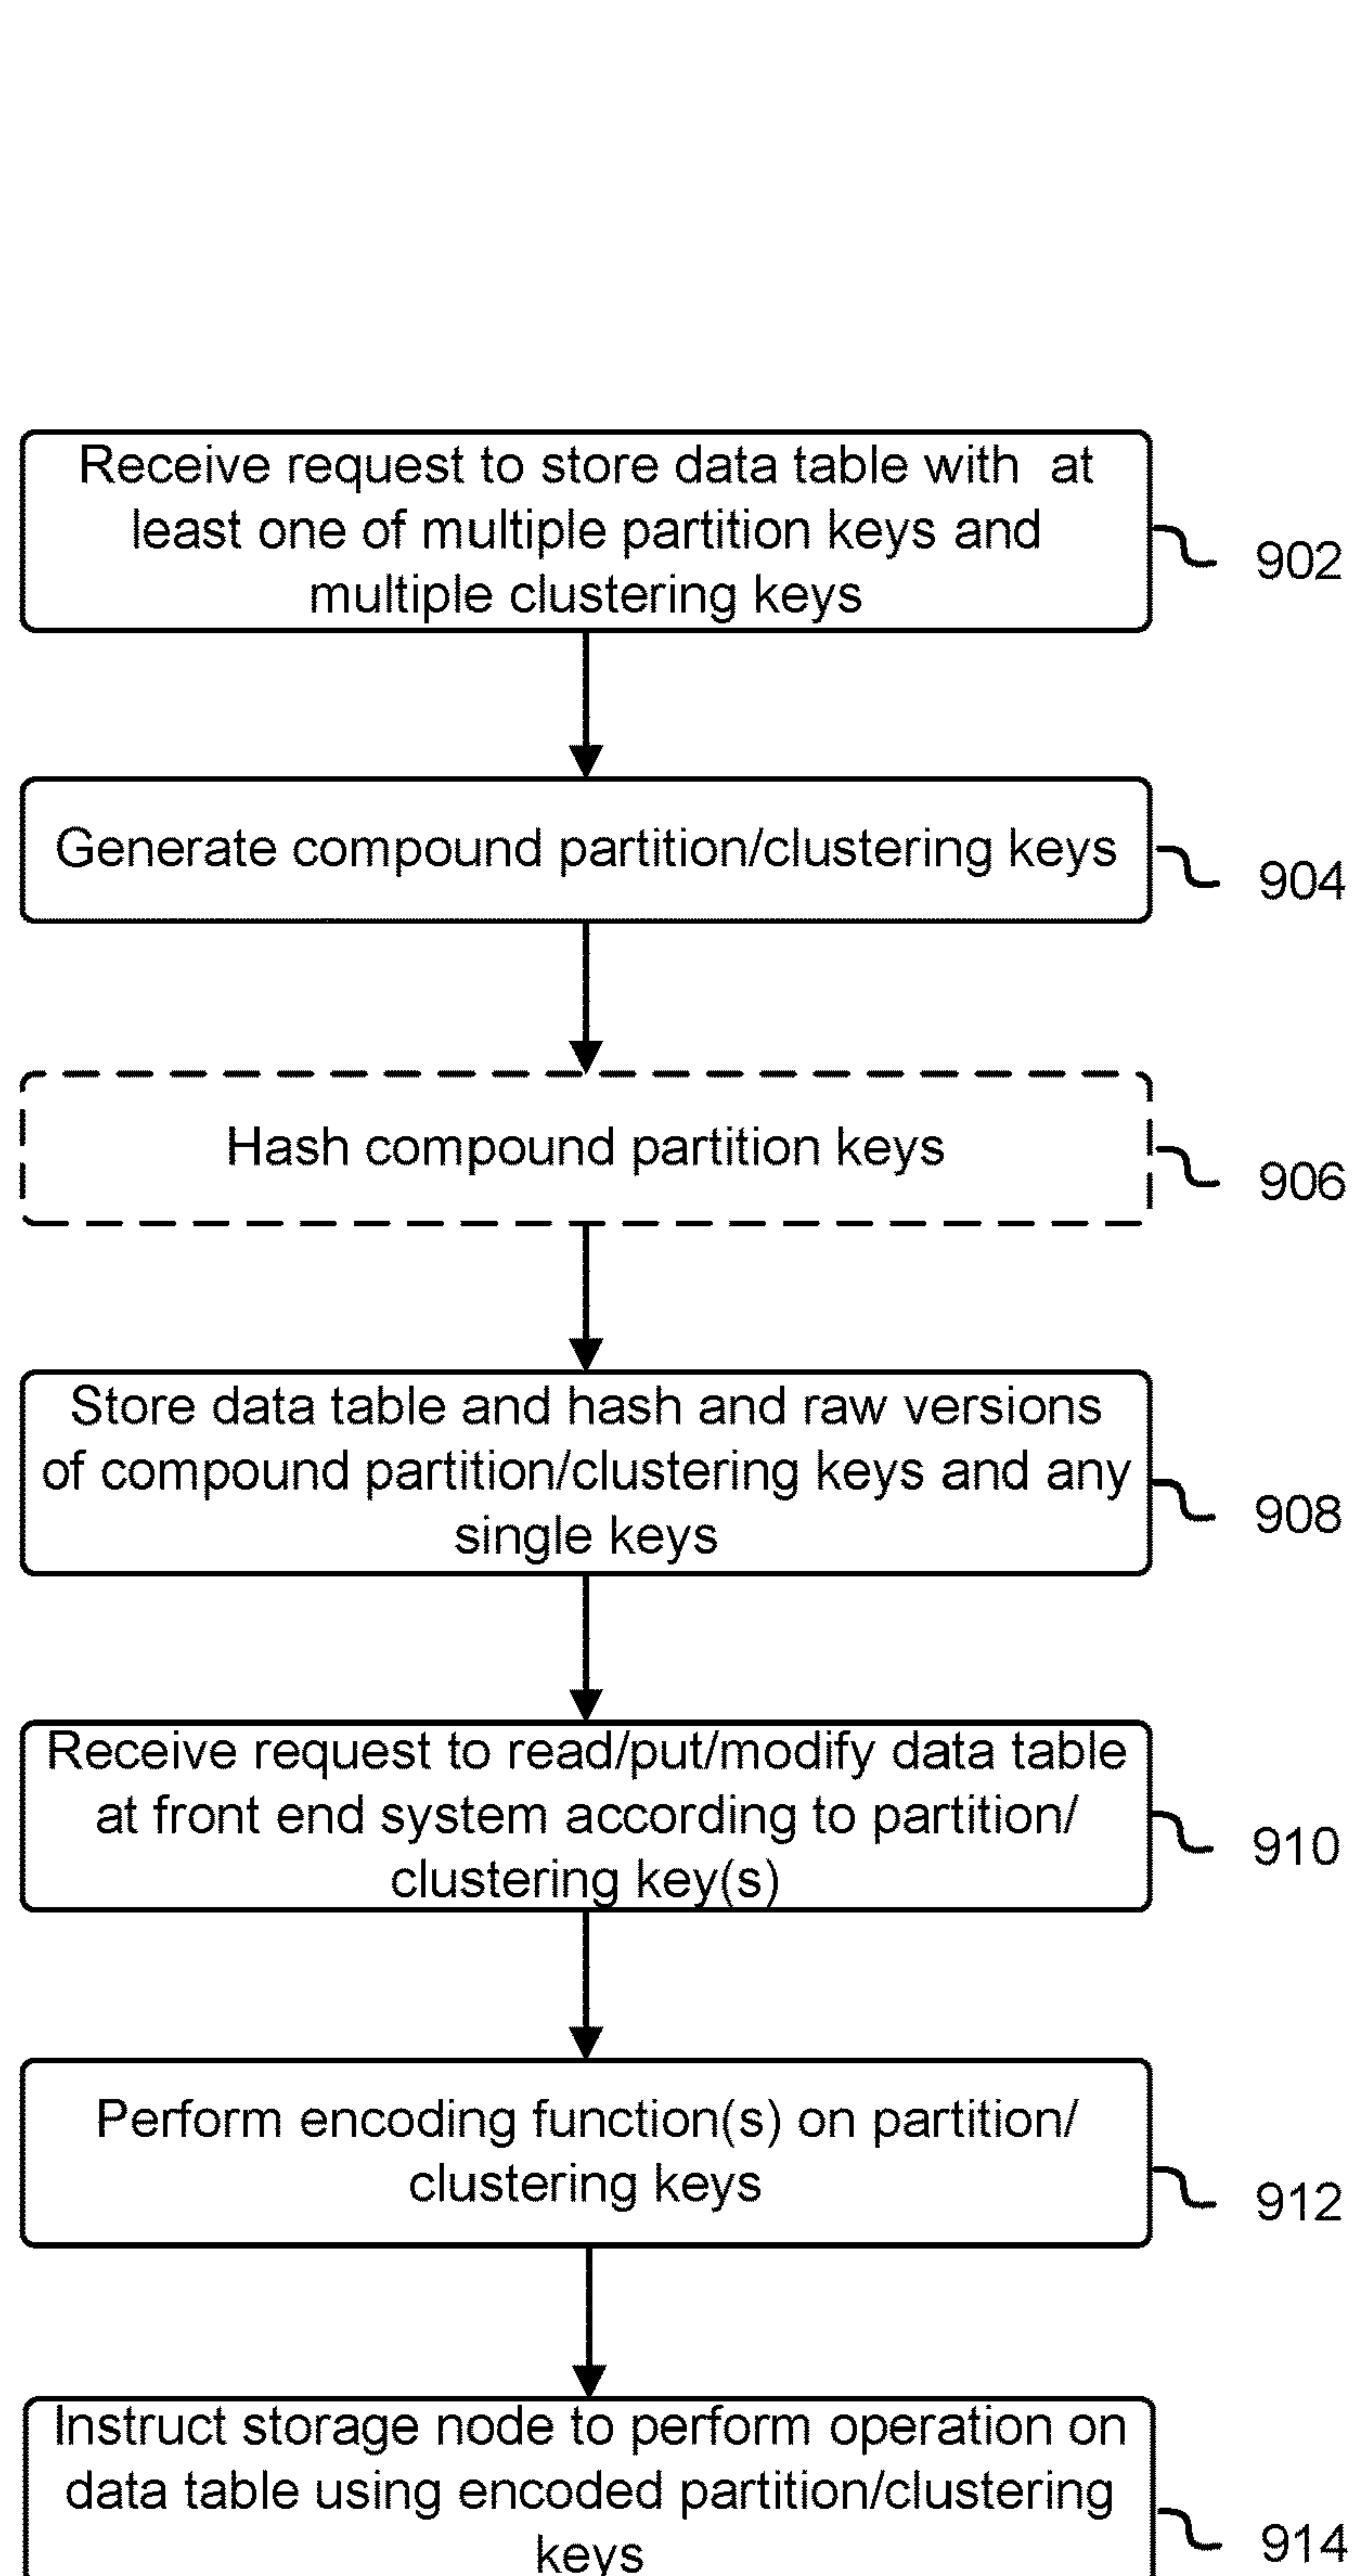 Receive request to store data table with at
least one of multiple partition keys and
multiple clustering keys
902
Generate compound partition/clustering keys
904
Hash compound partition keys
906
Store data table and hash and raw versions
of compound partition/clustering keys and any
single keys
908
Receive request to read/put/modify data table
at front end system according to partition/
clustering key(s)
910
Perform encoding function(s) on partition/
clustering keys
912
Instruct storage node to perform operation on
data table using encoded partition/clustering
keys
914